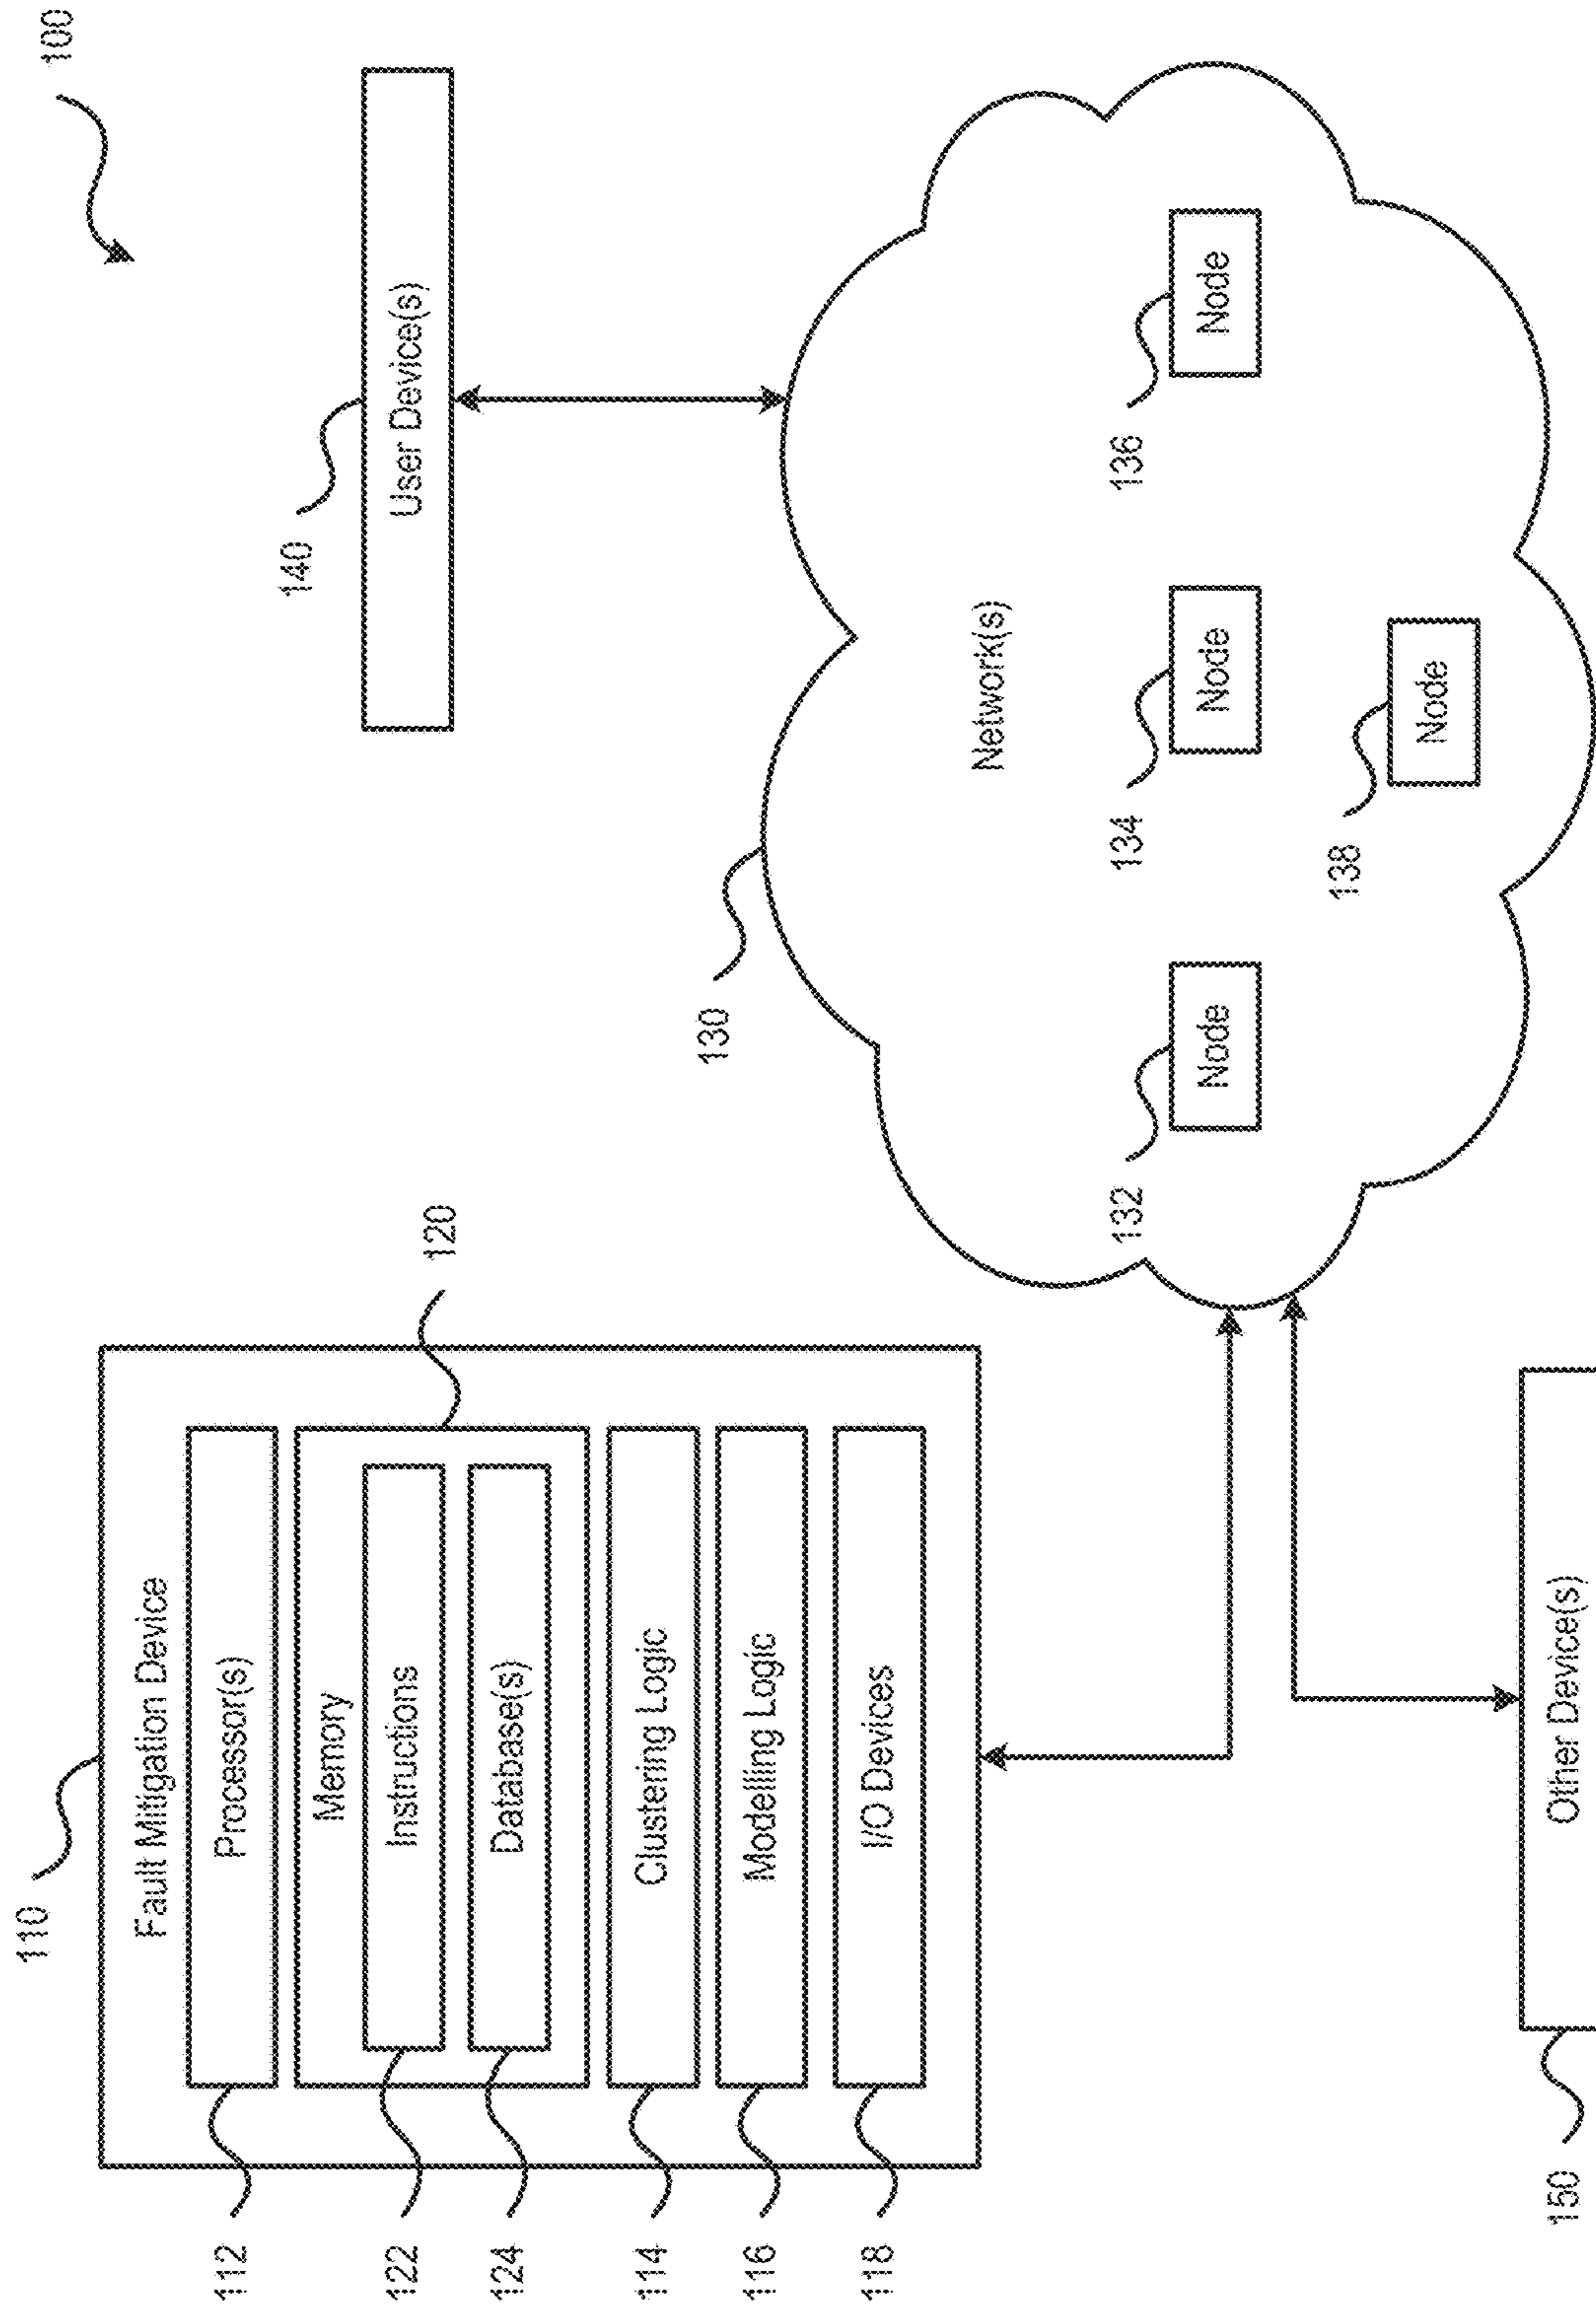 100
110
Fault Mitigation Device
112
Processor(s)
120
Memory
122
Instructions
124
Database(s)
114
Clustering Logic
116
Modelling Logic
118
I/O Devices
140
User Device(s)
130
Network(s)
132
Node
134
Node
136
Node
138
Node
150
Other Device(s)